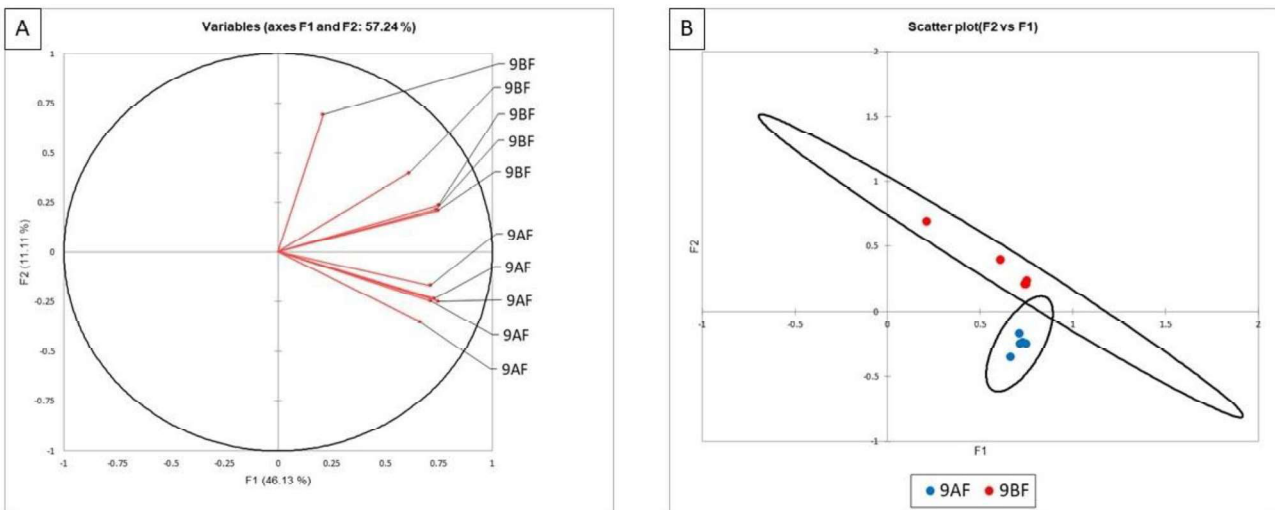 A
Variables (axes F1 and F2: 57.24 %)
1
0.75
0.5
0.25
0
-0.25
-0.5
-0.75
-1
F2 (11.11 %)
-1 -0.75 -0.5 -0.25 0 0.25 0.5 0.75 1
F1 (46.13 %)
9BF
9BF
9BF
9BF
9BF
9AF
9AF
9AF
9AF
9AF
B
Scatter plot(F2 vs F1)
2
1.5
1
0.5
0
-0.5
-1
F2
-1 -0.5 0 0.5 1 1.5 2
F1
9AF 9BF